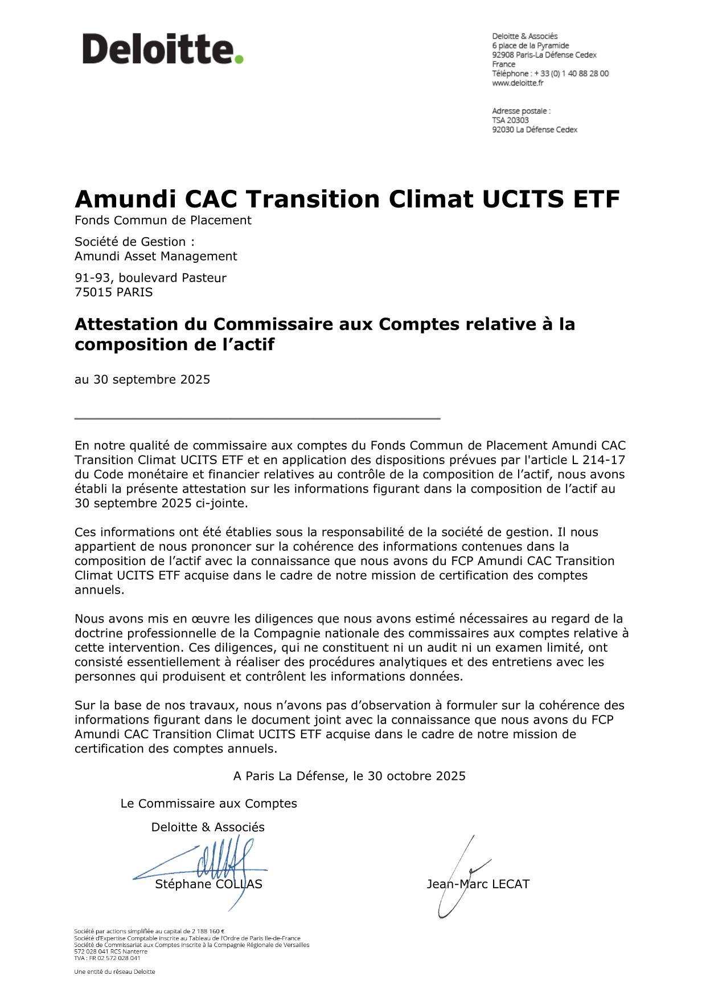 Deloitte.
Deloitte & Associés
6 place de la Pyramide
92908 Paris-La Défense Cedex
France
Téléphone : + 33 (0) 1 40 88 28 00
www.deloitte.fr
Adresse postale :
TSA 20303
92030 La Défense Cedex
Amundi CAC Transition Climat UCITS ETF
Fonds Commun de Placement
Société de Gestion :
Amundi Asset Management
91-93, boulevard Pasteur
75015 PARIS
Attestation du Commissaire aux Comptes relative à la
composition de l’actif
au 30 septembre 2025
En notre qualité de commissaire aux comptes du Fonds Commun de Placement Amundi CAC
Transition Climat UCITS ETF et en application des dispositions prévues par l'article L 214-17
du Code monétaire et financier relatives au contrôle de la composition de l’actif, nous avons
établi la présente attestation sur les informations figurant dans la composition de l’actif au
30 septembre 2025 ci-jointe.
Ces informations ont été établies sous la responsabilité de la société de gestion. Il nous
appartient de nous prononcer sur la cohérence des informations contenues dans la
composition de l’actif avec la connaissance que nous avons du FCP Amundi CAC Transition
Climat UCITS ETF acquise dans le cadre de notre mission de certification des comptes
annuels.
Nous avons mis en œuvre les diligences que nous avons estimé nécessaires au regard de la
doctrine professionnelle de la Compagnie nationale des commissaires aux comptes relative à
cette intervention. Ces diligences, qui ne constituent ni un audit ni un examen limité, ont
consisté essentiellement à réaliser des procédures analytiques et des entretiens avec les
personnes qui produisent et contrôlent les informations données.
Sur la base de nos travaux, nous n’avons pas d’observation à formuler sur la cohérence des
informations figurant dans le document joint avec la connaissance que nous avons du FCP
Amundi CAC Transition Climat UCITS ETF acquise dans le cadre de notre mission de
certification des comptes annuels.
A Paris La Défense, le 30 octobre 2025
Le Commissaire aux Comptes
Deloitte & Associés
Stéphane COLLAS
Jean-Marc LECAT
Société par actions simplifiée au capital de 2 188 160 €
Société d’Expertise Comptable inscrite au Tableau de l’Ordre de Paris Ile-de-France
Société de Commissariat aux Comptes inscrite à la Compagnie Régionale de Versailles
572 028 041 RCS Nanterre
TVA : FR 02 572 028 041
Une entité du réseau Deloitte